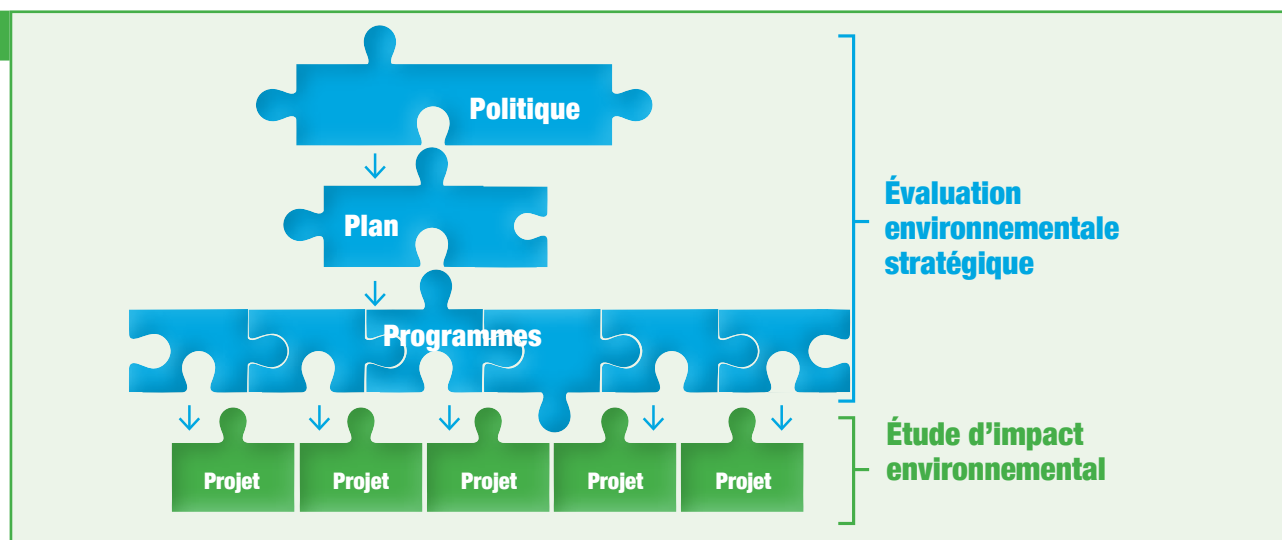 Politique
Plan
Programmes
Projet
Projet
Projet
Projet
Projet
Évaluation
environnementale
stratégique
Étude d'impact
environnemental